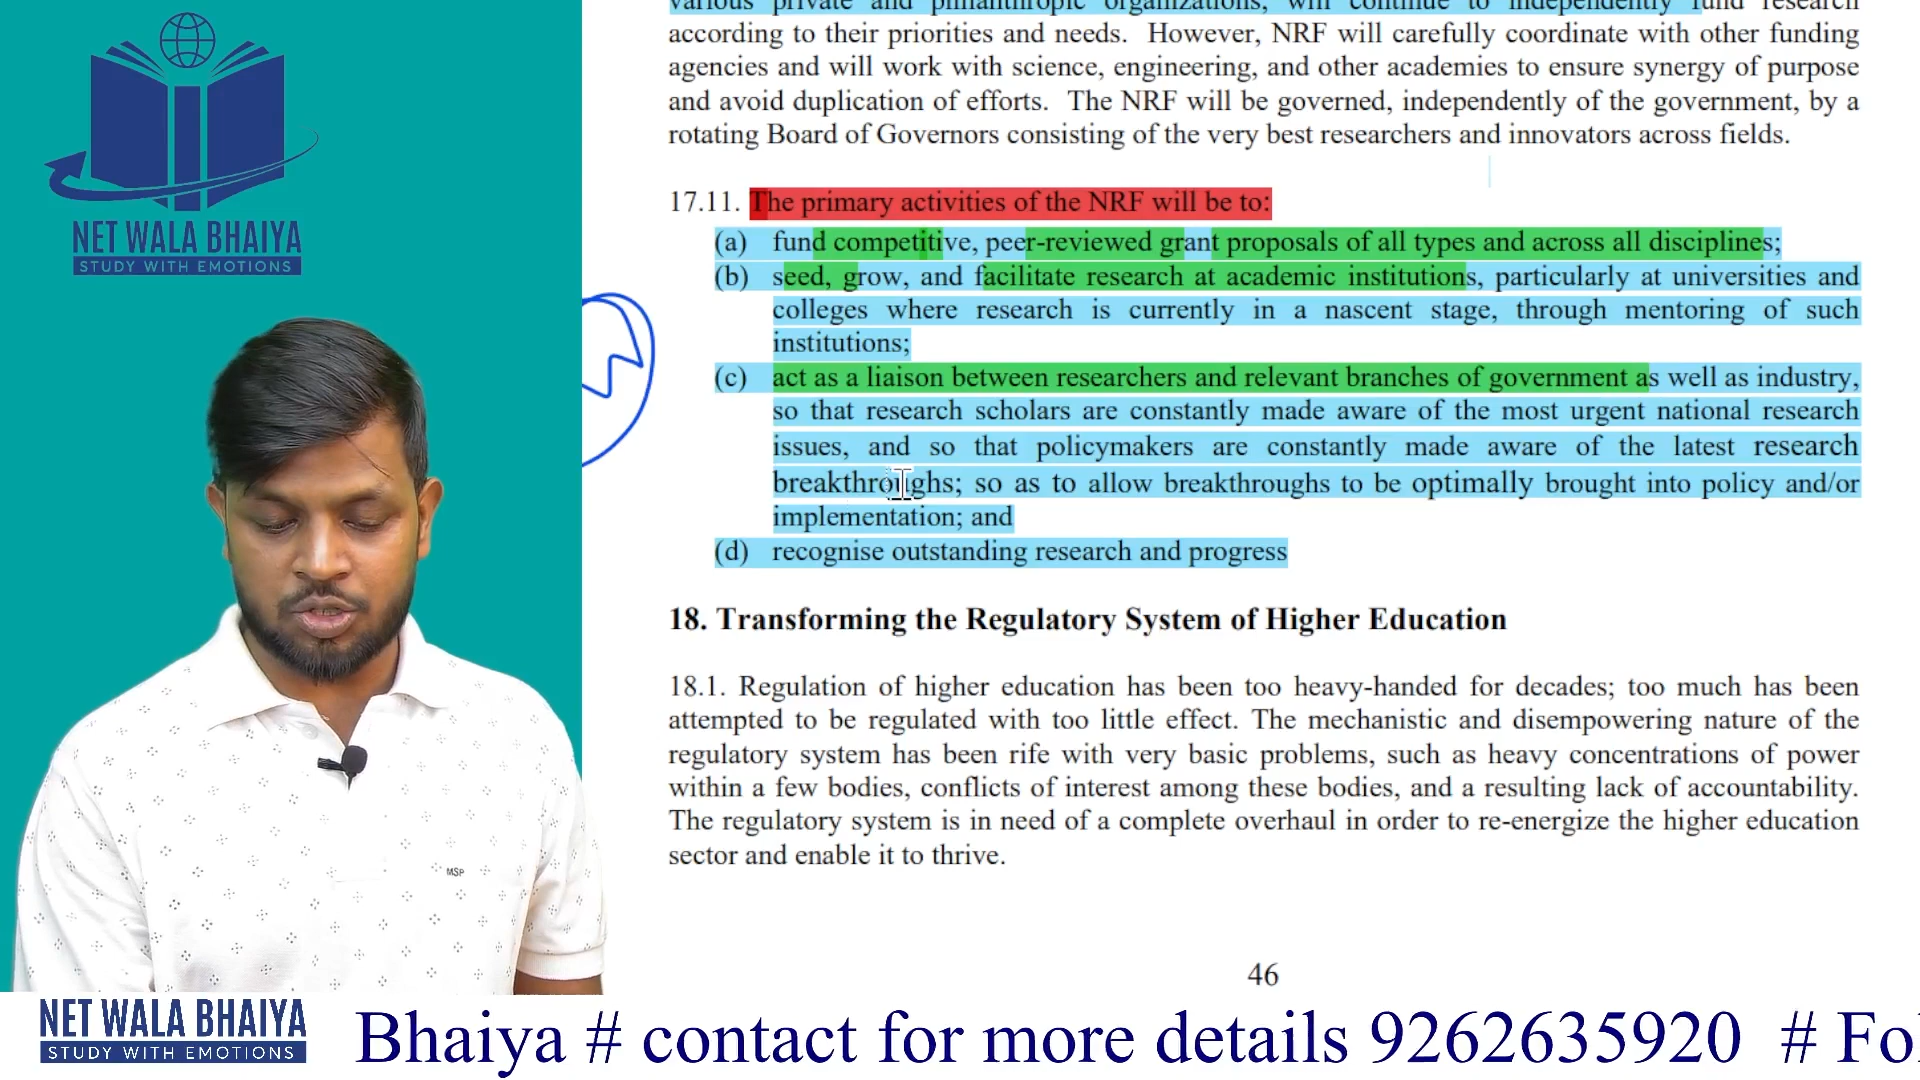 NET WALA BHAIYA
STUDY WITH EMOTIONS
various private and philanthropic organizations, will continue to independently fund research
according to their priorities and needs. However, NRF will carefully coordinate with other funding
agencies and will work with science, engineering, and other academies to ensure synergy of purpose
and avoid duplication of efforts. The NRF will be governed, independently of the government, by a
rotating Board of Governors consisting of the very best researchers and innovators across fields.
17.11. The primary activities of the NRF will be to:
(a) fund competitive, peer-reviewed grant proposals of all types and across all disciplines;
(b) seed, grow, and facilitate research at academic institutions, particularly at universities and
colleges where research is currently in a nascent stage, through mentoring of such
institutions;
(c) act as a liaison between researchers and relevant branches of government as well as industry,
so that research scholars are constantly made aware of the most urgent national research
issues, and so that policymakers are constantly made aware of the latest research
breakthroughs; so as to allow breakthroughs to be optimally brought into policy and/or
implementation; and
(d) recognise outstanding research and progress
18. Transforming the Regulatory System of Higher Education
18.1. Regulation of higher education has been too heavy-handed for decades; too much has been
attempted to be regulated with too little effect. The mechanistic and disempowering nature of the
regulatory system has been rife with very basic problems, such as heavy concentrations of power
within a few bodies, conflicts of interest among these bodies, and a resulting lack of accountability.
The regulatory system is in need of a complete overhaul in order to re-energize the higher education
sector and enable it to thrive.
46
MSP
NET WALA BHAIYA
STUDY WITH EMOTIONS
Bhaiya # contact for more details 9262635920 # Fo